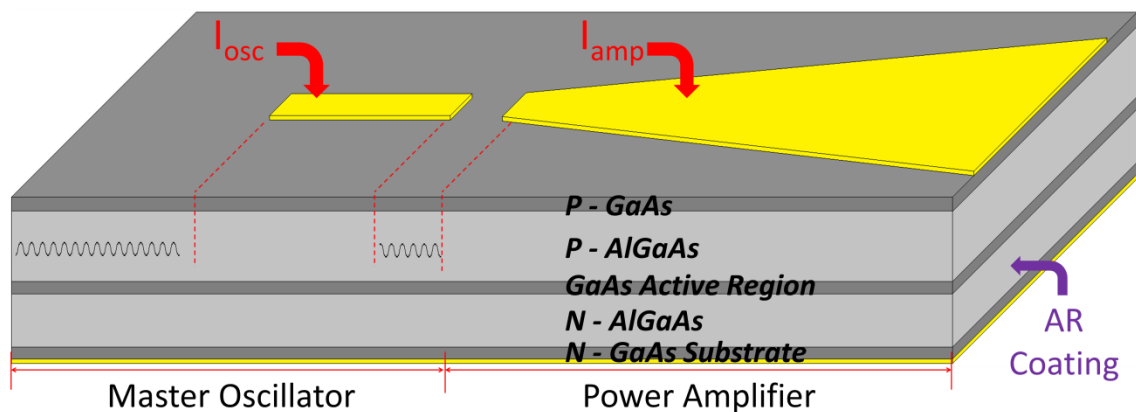 Iosc
Iamp
P - GaAs
P - AlGaAs
GaAs Active Region
N - AlGaAs
N - GaAs Substrate
AR
Coating
Master Oscillator
Power Amplifier